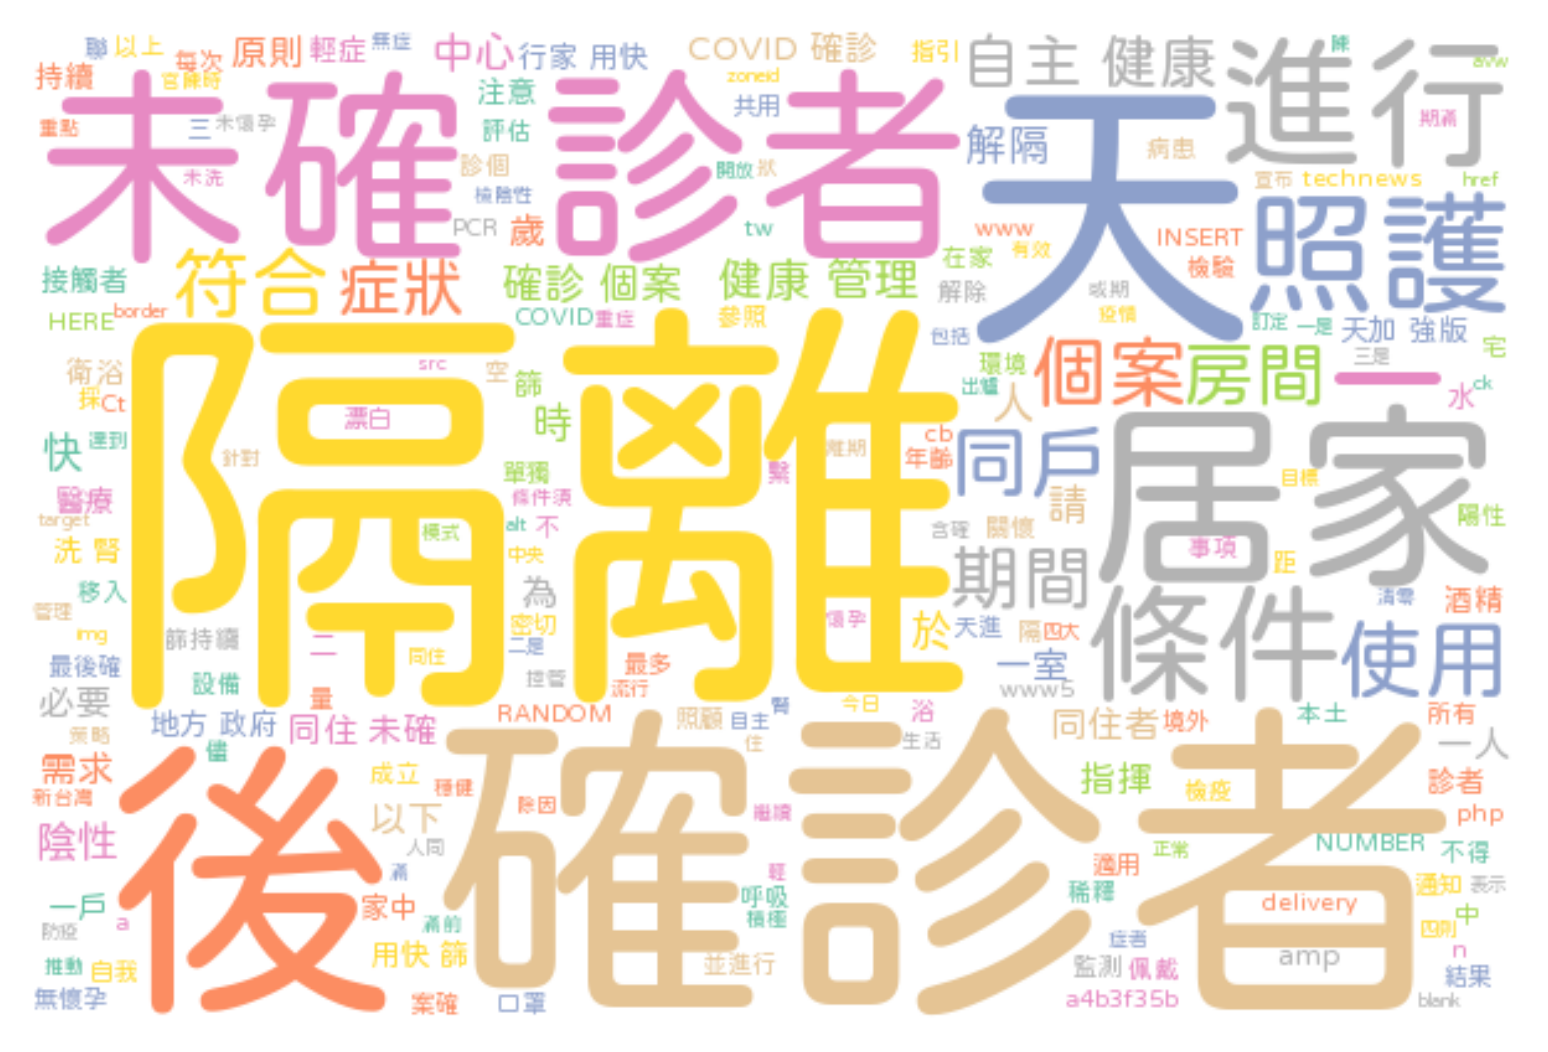 聯 以上 每次 原則 輕症 無症 中心 行家 用快 COVID 確診 指引 自主 健康 進行
持續 zoneid avw
未確診者 注意 共用 天 解隔 病患 期滿
重點 三 未懷孕 評估
未洗 診個 檢陰性 開放 狀 宣布 technews href
PCR 歲 tw www INSERT 照護
接觸者 符合 症狀 確診 個案 健康 管理 在家 有效 檢驗
HERE border COVID 重症 參照 解除 或期 疫情
包括 訂定 一是 天加 強版 宅
隔離 src 空 環境 個案 房間 一 三是
衛浴 採 Ct 漂白 篩 出爐 人 水 ck
快 達到 針對 時 離期 cb 年齡 同戶 居家
醫療 單獨 繫 請 目標
target 條件須 alt 不 模式 含確 關懷 陽性
洗 腎 中央 事項 距
移入 為 期間 條件 清零 酒精
管理 img 密切 懷孕 於 天進 隔 四大 使用
篩持續 二 同住 二是
最後確 設備 控管 最多 流行 一室 www5
必要 量 RANDOM 照顧 自主 腎 今日 浴 同住者 境外 本土 所有
策略 地方 政府 同住 未確 住 生活 一人
儘 後 確診者
需求 成立 穩健 指揮 檢疫 診者
新台灣 以下 除因 繼續 php
陰性 人同 正常 NUMBER 不得
滿 輕 適用 通知 表示
一戶 家中 呼吸 稀釋 delivery 中
防疫 a 滿前 積極 四則
推動 自我 用快 篩 並進行 症者 amp n
監測 佩戴 結果
無懷孕 案確 口罩 a4b3f35b blank